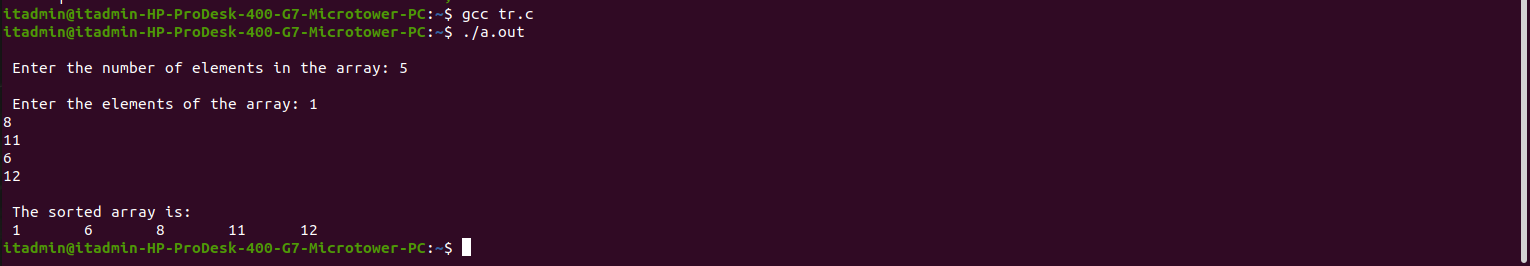 itadmin@itadmin-HP-ProDesk-400-G7-Microtower-PC:~$ gcc tr.c
itadmin@itadmin-HP-ProDesk-400-G7-Microtower-PC:~$ ./a.out
Enter the number of elements in the array: 5
Enter the elements of the array: 1
8
11
6
12
The sorted array is:
1 6 8 11 12
itadmin@itadmin-HP-ProDesk-400-G7-Microtower-PC:~$